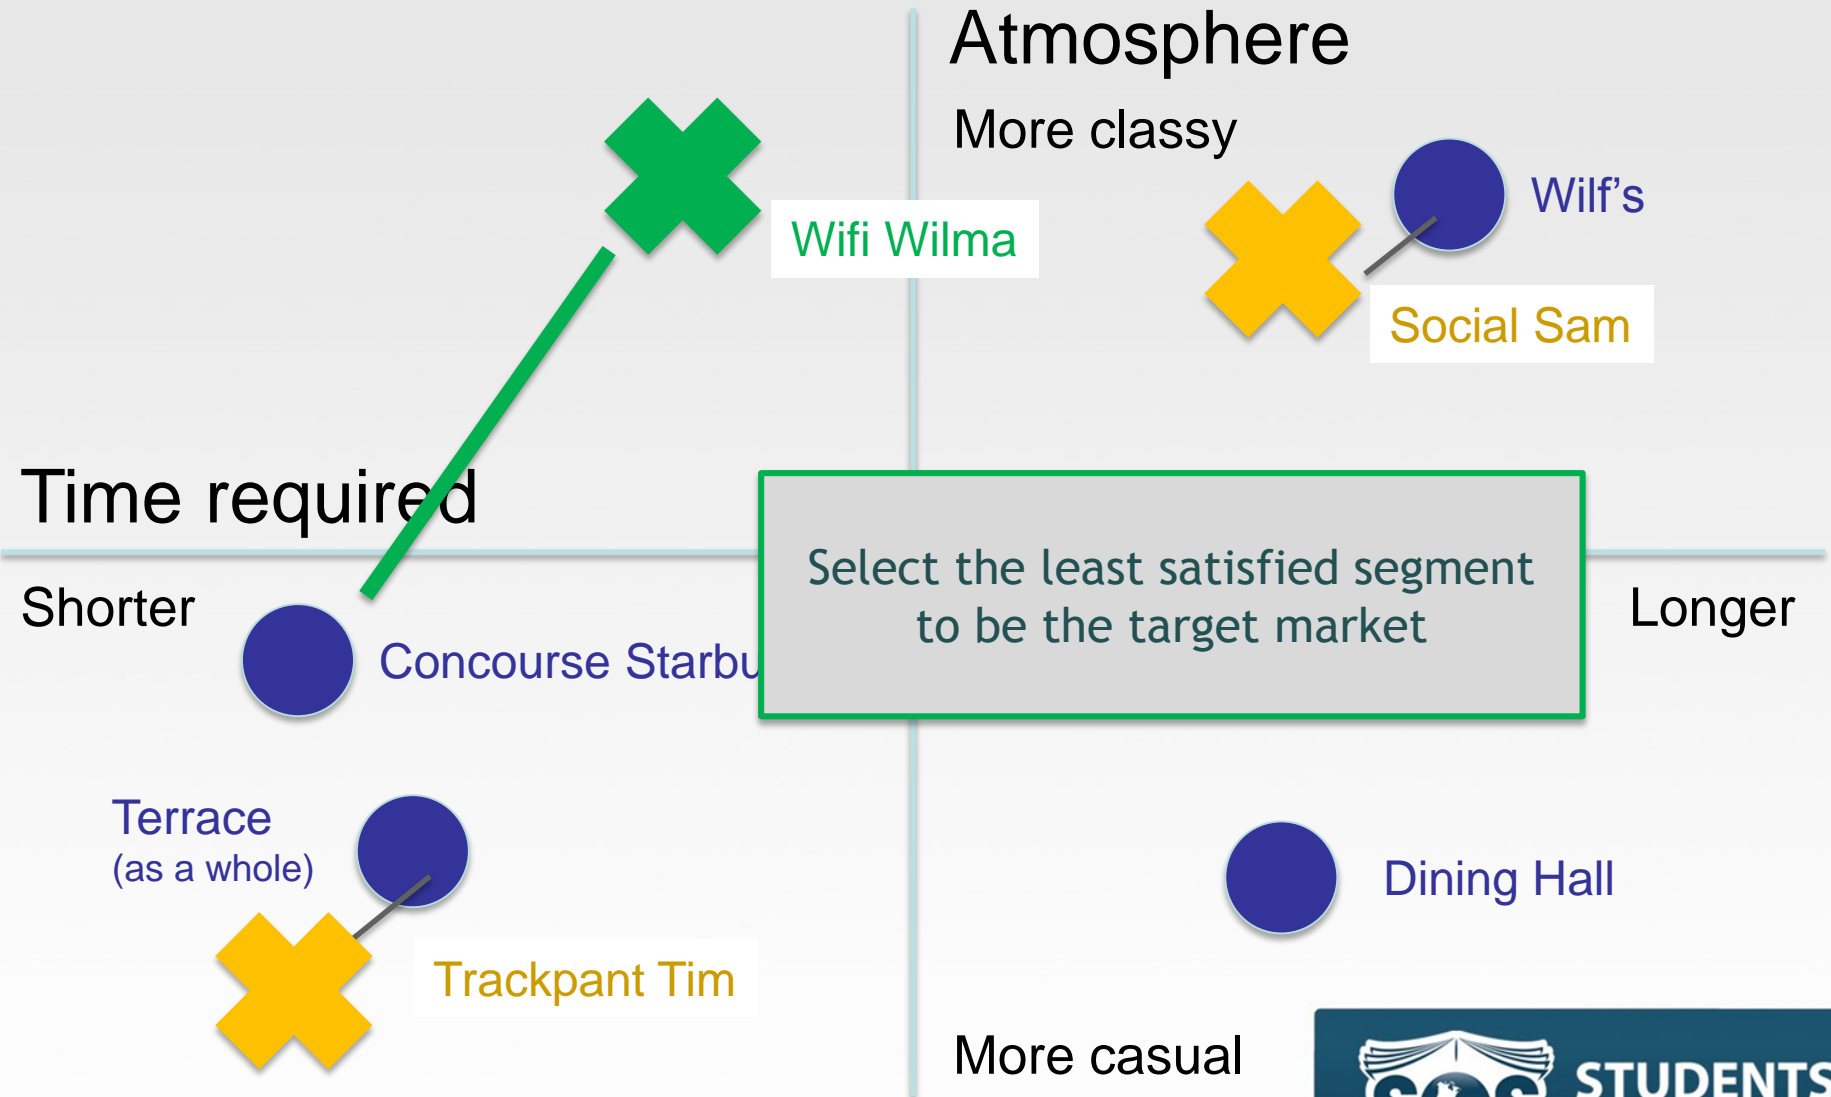 Atmosphere
More classy
Wilf's
Wifi Wilma
Social Sam
Time required
Select the least satisfied segment
to be the target market
Shorter
Longer
Concourse
Terrace
(as a whole)
Dining Hall
Trackpant Tim
More casual
SOS
STUDENTS